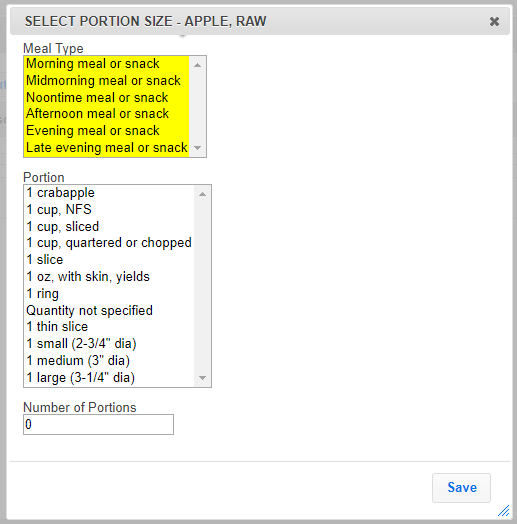 SELECT PORTION SIZE - APPLE, RAW
Meal Type
Morning meal or snack
Midmorning meal or snack
Noontime meal or snack
Afternoon meal or snack
Evening meal or snack
Late evening meal or snack
Portion
1 crabapple
1 cup, NFS
1 cup, sliced
1 cup, quartered or chopped
1 slice
1 oz, with skin, yields
1 ring
Quantity not specified
1 thin slice
1 small (2-3/4" dia)
1 medium (3" dia)
1 large (3-1/4" dia)
Number of Portions
0
Save